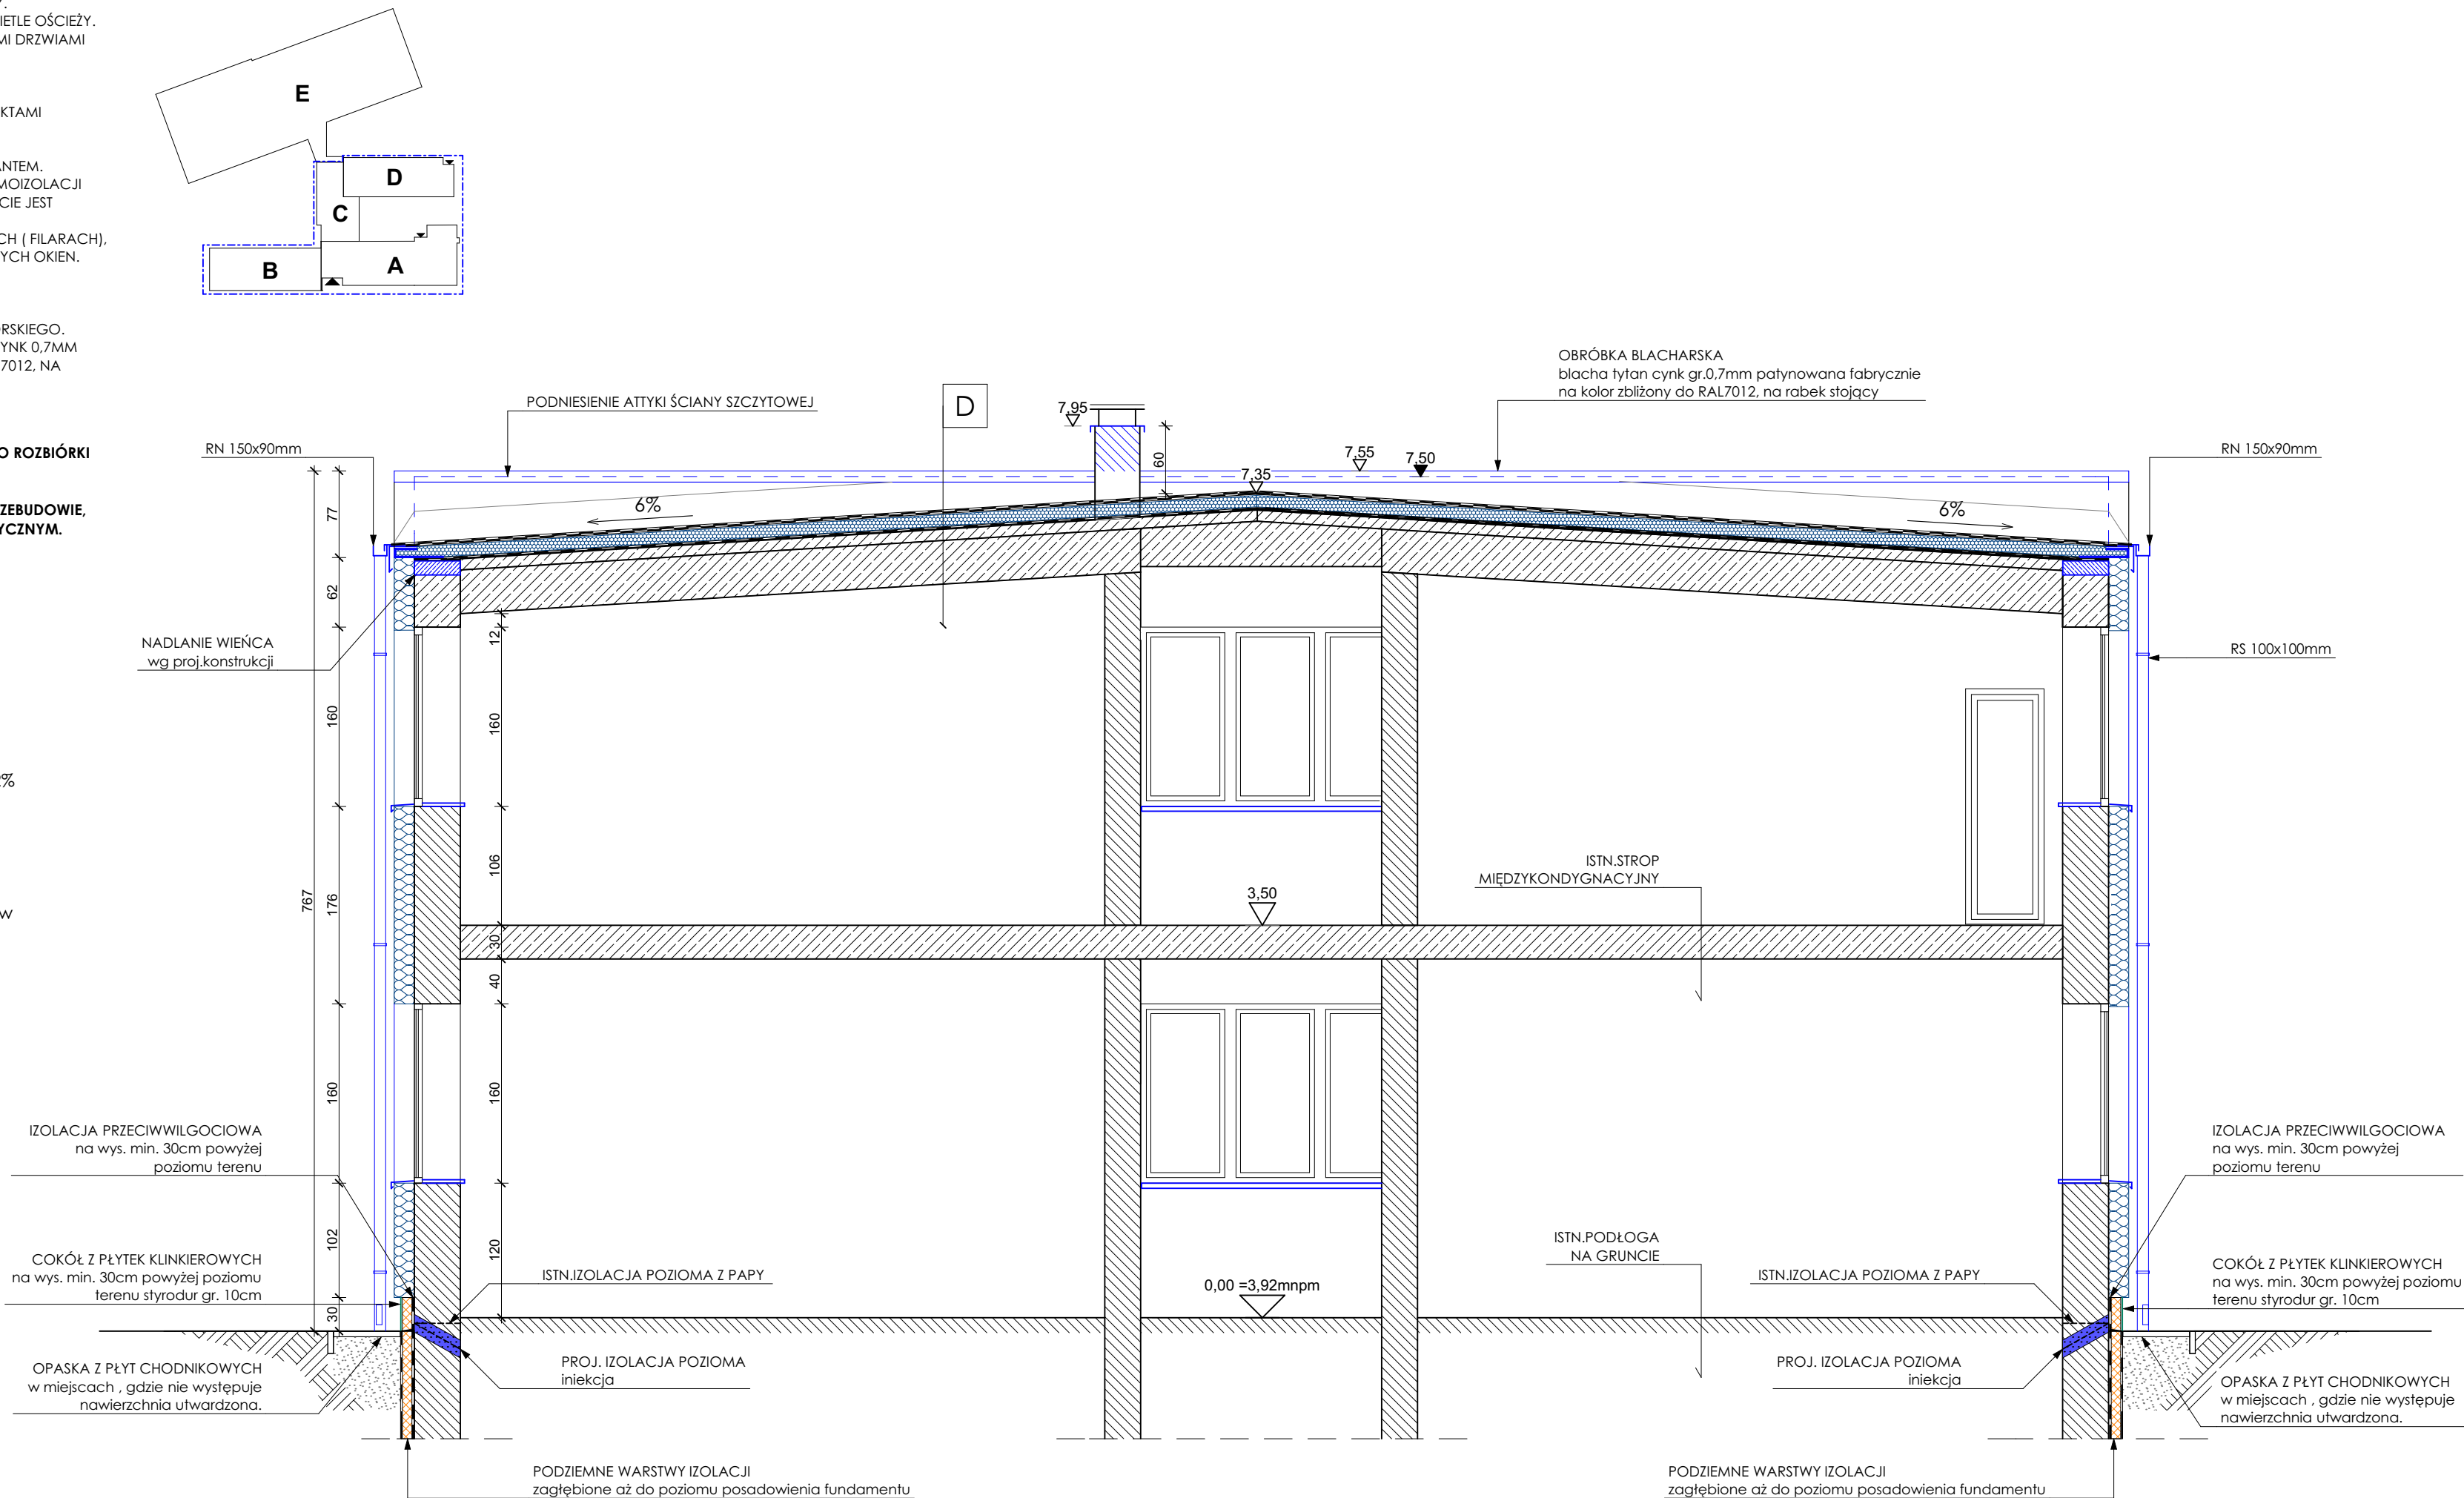 IETLE OŚCIEŻY.
MI DRZWIAMI
KTAMI
ANTEM.
MOIZOLACJI
CIE JEST
CH ( FILARACH),
YCH OKIEN.
ÓRSKIEGO.
YNK 0,7MM
7012, NA
O ROZBIÓRKI
ZEBUDOWIE,
YCZNYM.
%
W
E
D
C
B
A
OBRÓBKA BLACHARSKA
blacha tytan cynk gr.0,7mm patynowana fabrycznie
na kolor zbliżony do RAL7012, na rabek stojący
PODNIESIENIE ATTYKI ŚCIANY SZCZYTOWEJ
D
7,95
60
7,35
7,55
7,50
RN 150x90mm
RN 150x90mm
6%
6%
NADLANIE WIEŃCA
wg proj.konstrukcji
RS 100x100mm
767
77
62
160
176
160
102
30
12
160
106
30
40
160
120
ISTN.STROP
MIĘDZYKONDYGNACYJNY
3,50
IZOLACJA PRZECIWWILGOCIOWA
na wys. min. 30cm powyżej
poziomu terenu
IZOLACJA PRZECIWWILGOCIOWA
na wys. min. 30cm powyżej
poziomu terenu
COKÓŁ Z PŁYTEK KLINKIEROWYCH
na wys. min. 30cm powyżej poziomu
terenu styrodur gr. 10cm
ISTN.IZOLACJA POZIOMA Z PAPY
0,00 =3,92mnpm
ISTN.PODŁOGA
NA GRUNCIE
ISTN.IZOLACJA POZIOMA Z PAPY
COKÓŁ Z PŁYTEK KLINKIEROWYCH
na wys. min. 30cm powyżej poziomu
terenu styrodur gr. 10cm
OPASKA Z PŁYT CHODNIKOWYCH
w miejscach , gdzie nie występuje
nawierzchnia utwardzona.
PROJ. IZOLACJA POZIOMA
iniekcja
PROJ. IZOLACJA POZIOMA
iniekcja
OPASKA Z PŁYT CHODNIKOWYCH
w miejscach , gdzie nie występuje
nawierzchnia utwardzona.
PODZIEMNE WARSTWY IZOLACJI
zagłębione aż do poziomu posadowienia fundamentu
PODZIEMNE WARSTWY IZOLACJI
zagłębione aż do poziomu posadowienia fundamentu